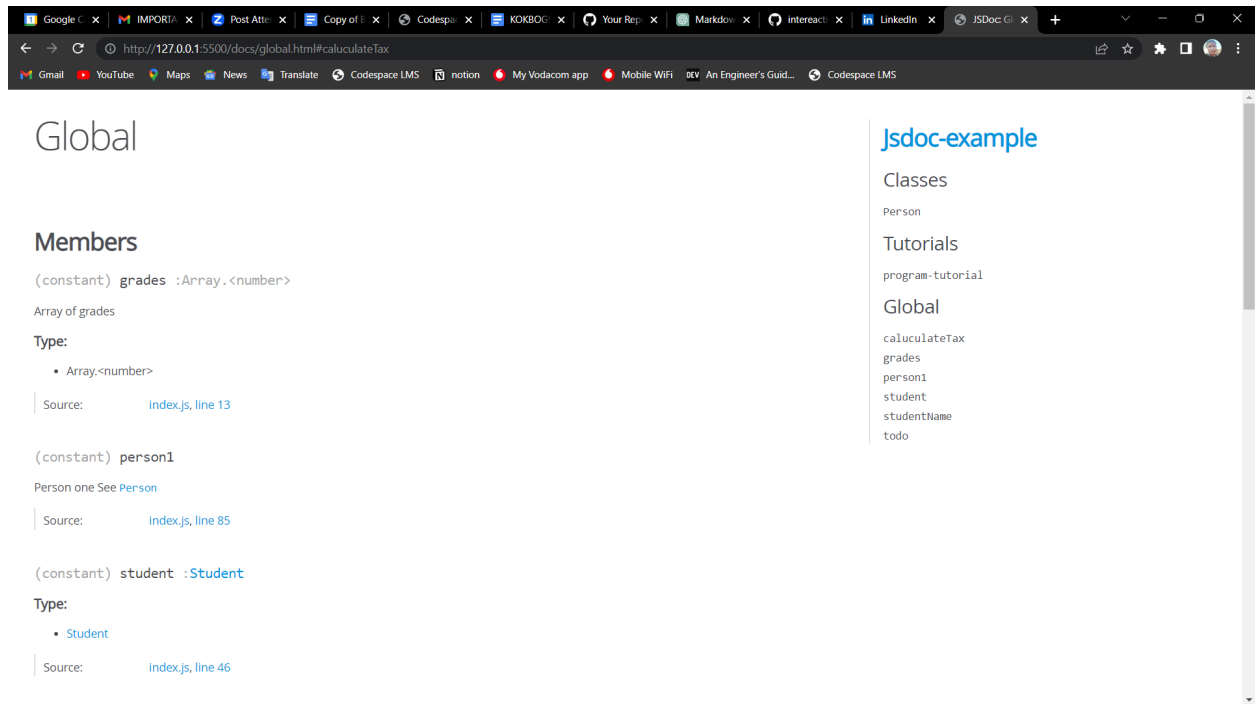 Google C
IMPORTA
Post Atter
Copy of E
Codespac
KOKBOG
Your Rep
Markdow
intereacti
LinkedIn
JSDoc: Gl
http://127.0.0.1:5500/docs/global.html#caluculateTax
Gmail
YouTube
Maps
News
Translate
Codespace LMS
notion
My Vodacom app
Mobile WiFi
DEV An Engineer's Guid...
Codespace LMS
Global
Members
(constant) grades :Array.<number>
Array of grades
Type:
Array.<number>
Source: index.js, line 13
(constant) person1
Person one See Person
Source: index.js, line 85
(constant) student :Student
Type:
Student
Source: index.js, line 46
Jsdoc-example
Classes
Person
Tutorials
program-tutorial
Global
caluculateTax
grades
person1
student
studentName
todo